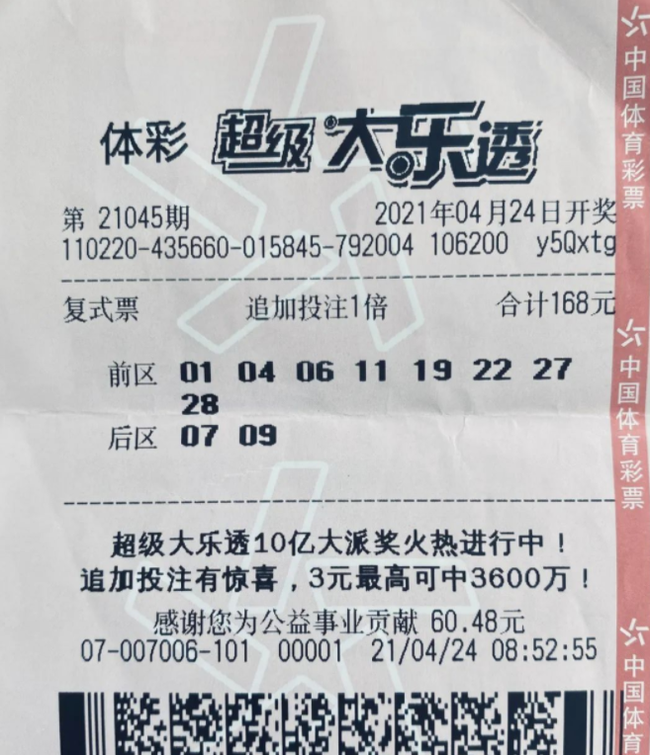 体彩 超级大乐透
第 21045期 2021年04月24日开奖
110220-435660-015845-792004 106200 y5Qxtg
复式票 追加投注1倍 合计168元
前区 01 04 06 11 19 22 27
28
后区 07 09
超级大乐透10亿大派奖火热进行中！
追加投注有惊喜，3元最高可中3600万！
感谢您为公益事业贡献 60.48元
07-007006-101 00001 21/04/24 08:52:55
中国体育彩票
中国体育彩票
中国体育